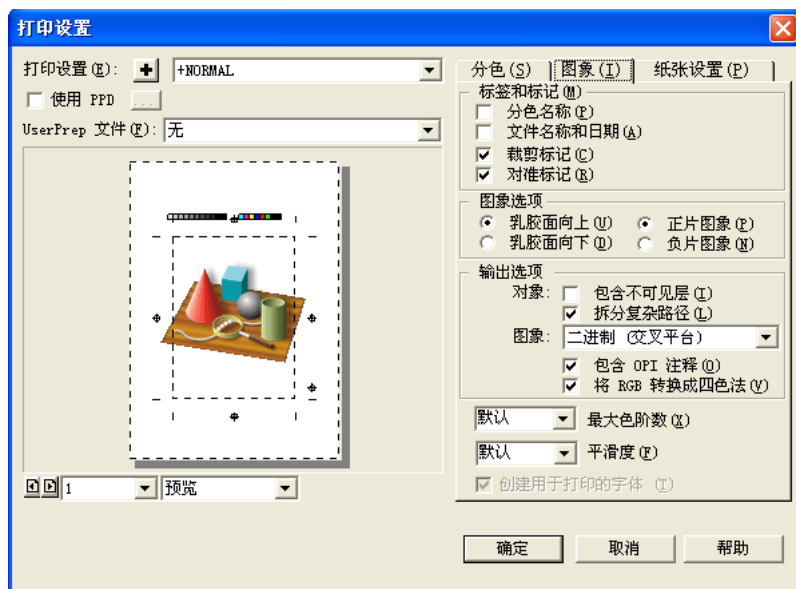 打印设置
打印设置(E): +NORMAL
使用 PPD ...
UserPrep 文件(F): 无
1 预览
分色(S) 图象(I) 纸张设置(P)
标签和标记(M)
分色名称(P)
文件名称和日期(A)
裁剪标记(C)
对准标记(R)
图象选项
乳胶面向上(U) 正片图象(P)
乳胶面向下(D) 负片图象(N)
输出选项
对象: 包含不可见层(I)
拆分复杂路径(L)
图象: 二进制 (交叉平台)
包含 OPI 注释(O)
将 RGB 转换成四色法(V)
默认 最大色阶数(X)
默认 平滑度(F)
创建用于打印的字体 (T)
确定 取消 帮助